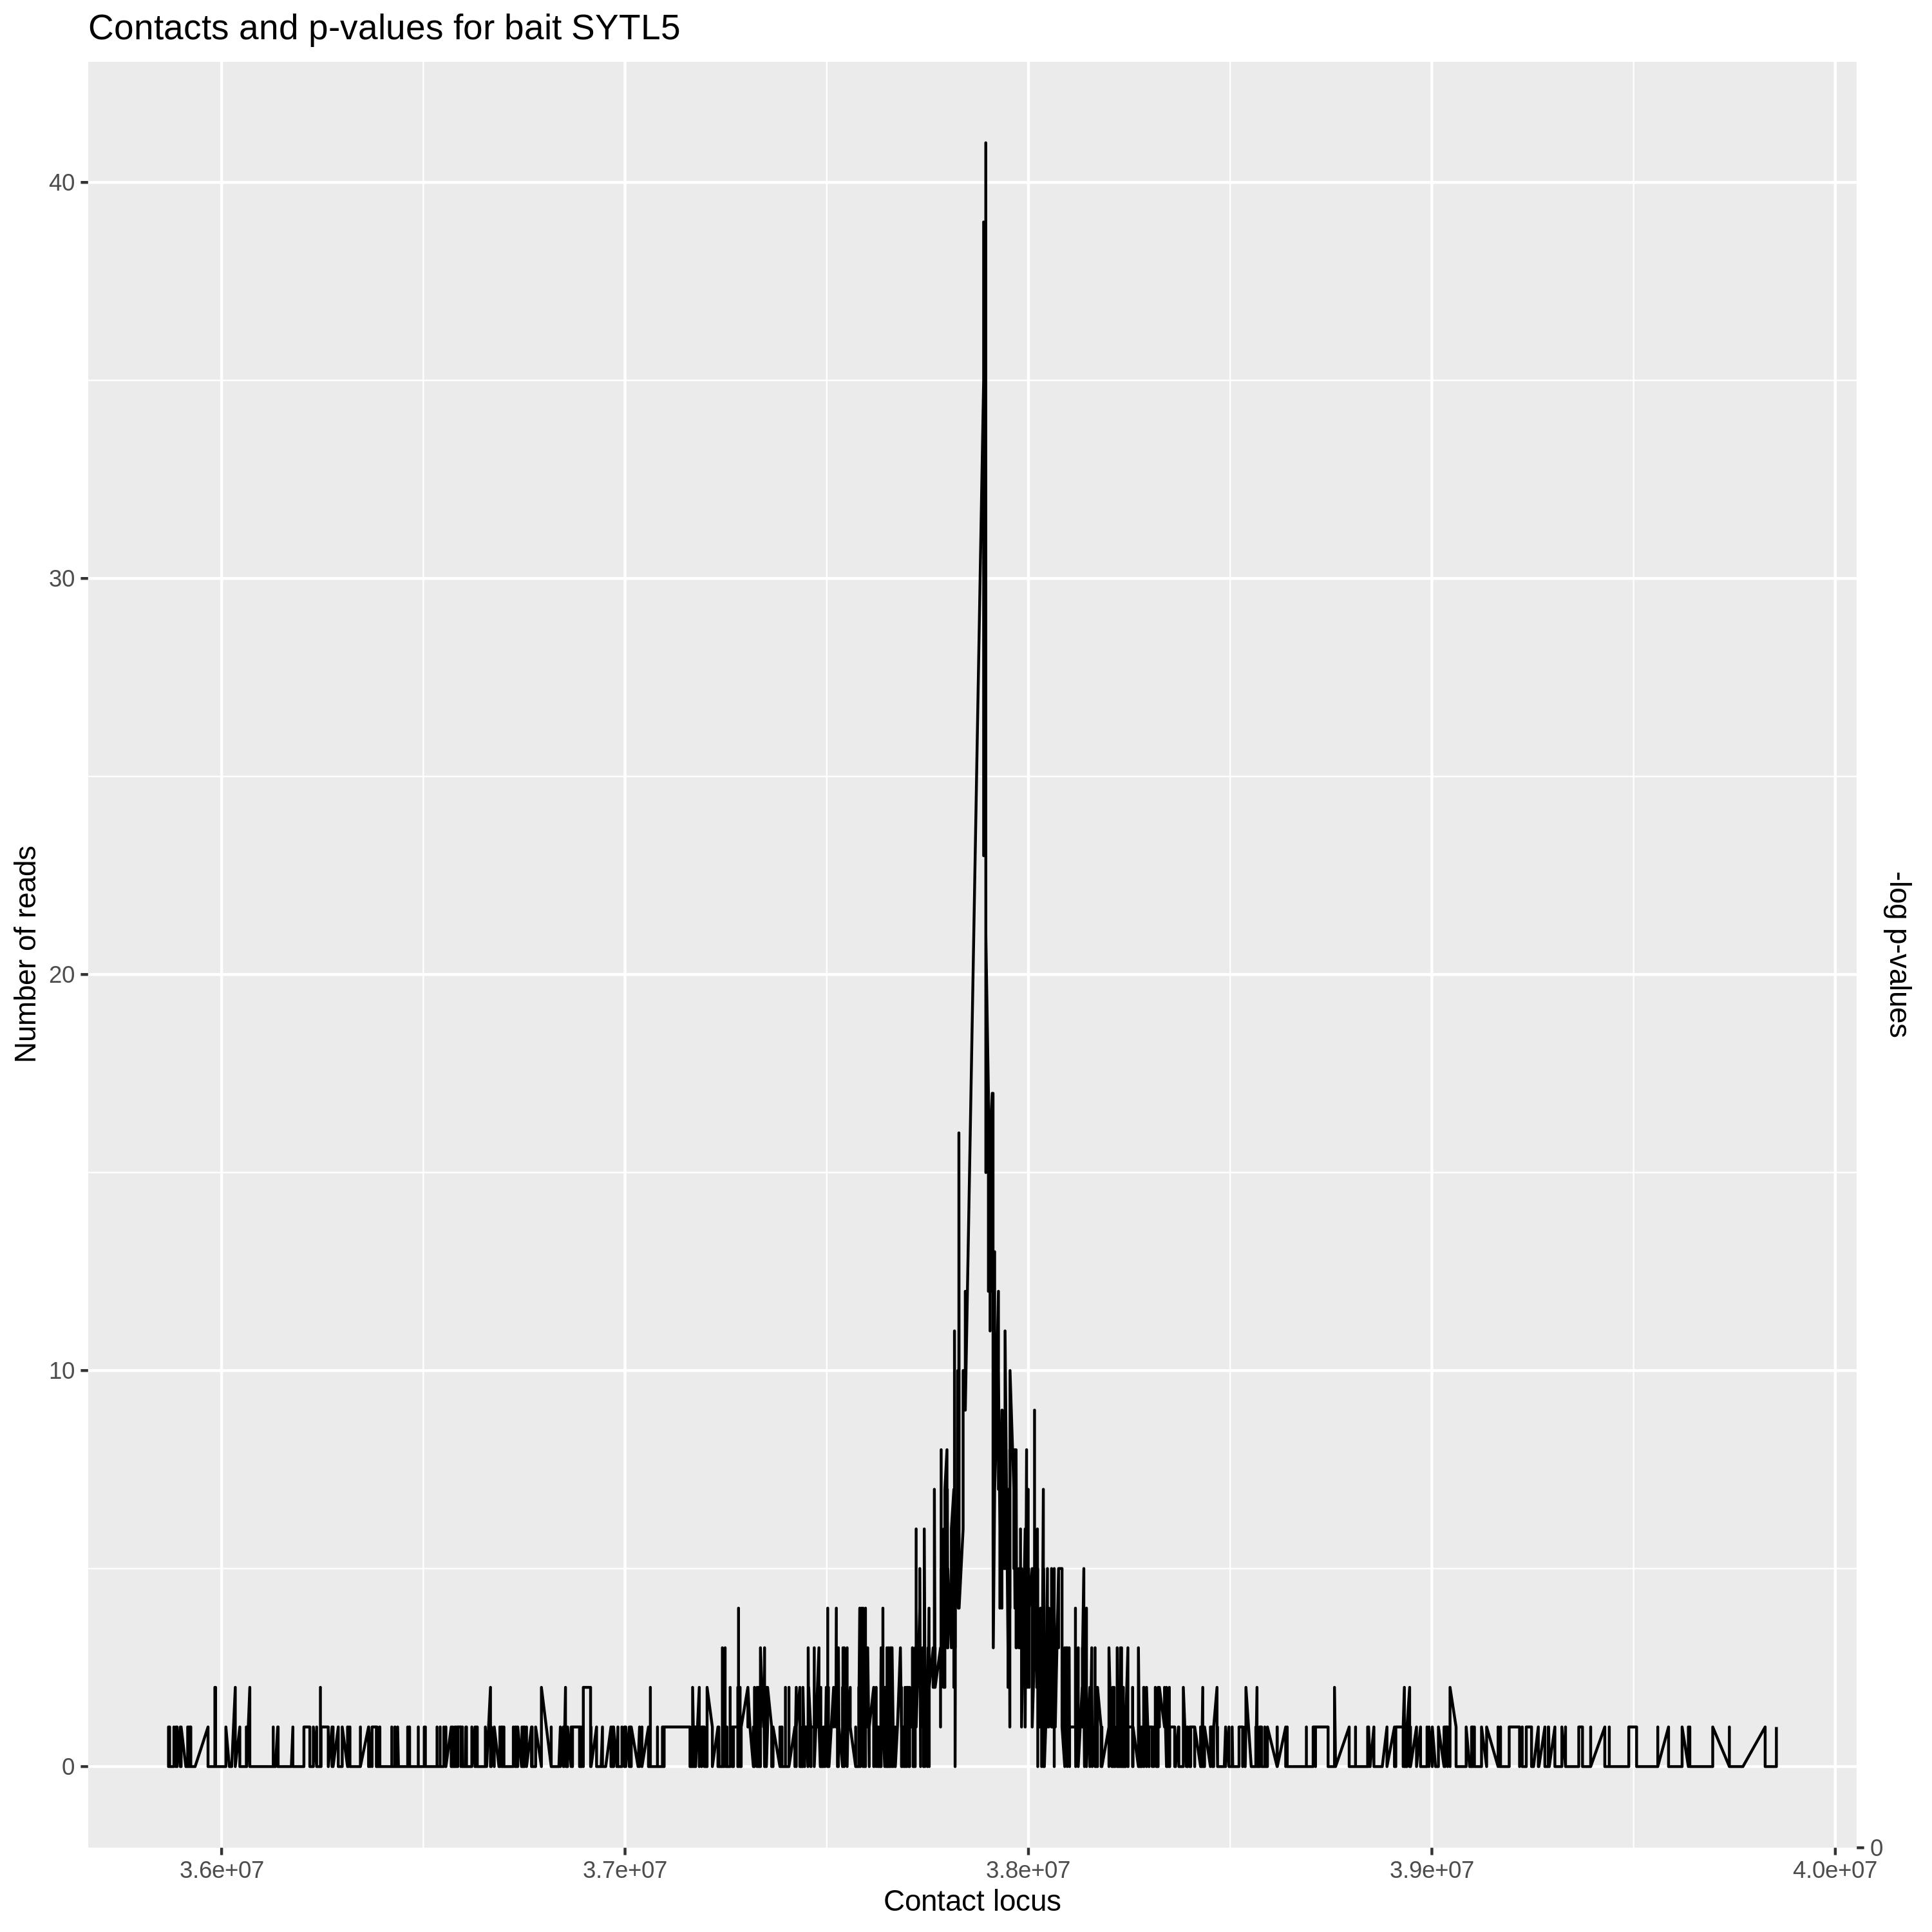 Contacts and p-values for bait SYTL5
40
30
20
10
0
Number of reads
-log p-values
0
3.6e+07
3.7e+07
3.8e+07
3.9e+07
4.0e+07
Contact locus